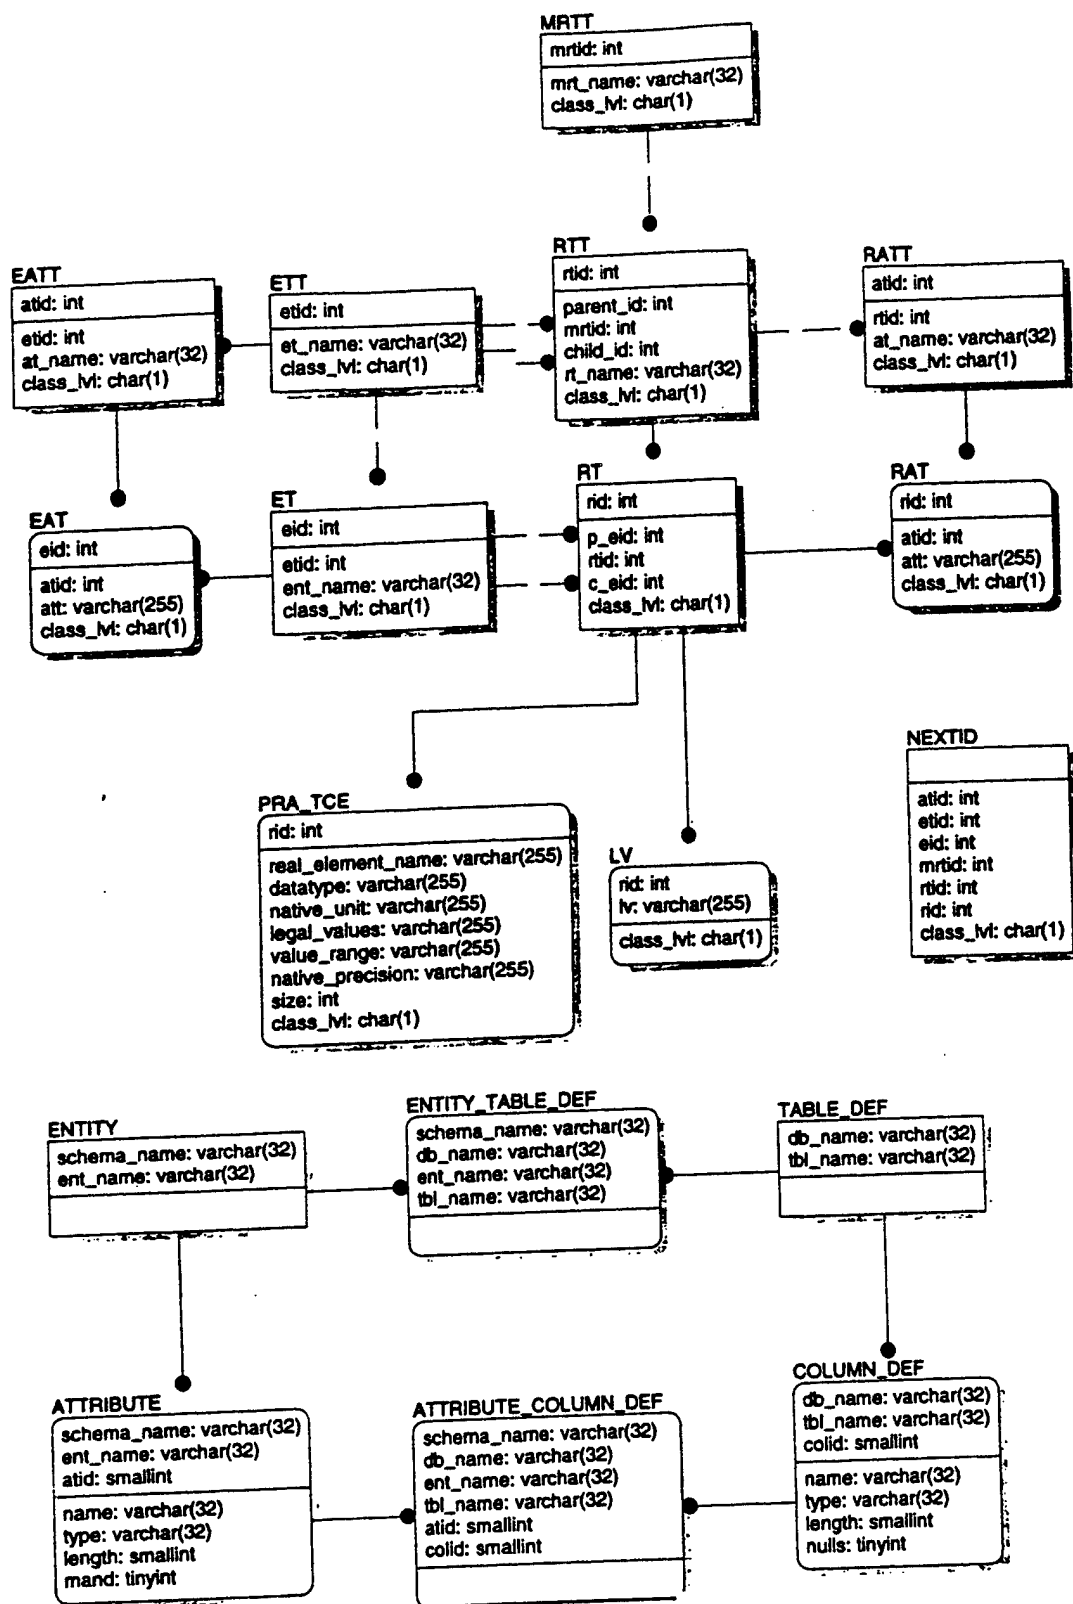 MRTT
mrtid: int
mrt_name: varchar(32)
class_lvl: char(1)
EATT
atid: int
etid: int
at_name: varchar(32)
class_lvl: char(1)
ETT
etid: int
et_name: varchar(32)
class_lvl: char(1)
RTT
rtid: int
parent_id: int
mrtid: int
child_id: int
rt_name: varchar(32)
class_lvl: char(1)
RATT
atid: int
rtid: int
at_name: varchar(32)
class_lvl: char(1)
EAT
eid: int
atid: int
att: varchar(255)
class_lvl: char(1)
ET
eid: int
etid: int
ent_name: varchar(32)
class_lvl: char(1)
RT
rid: int
p_eid: int
rtid: int
c_eid: int
class_lvl: char(1)
RAT
rid: int
atid: int
att: varchar(255)
class_lvl: char(1)
PRA_TCE
rid: int
real_element_name: varchar(255)
datatype: varchar(255)
native_unit: varchar(255)
legal_values: varchar(255)
value_range: varchar(255)
native_precision: varchar(255)
size: int
class_lvl: char(1)
LV
rid: int
lv: varchar(255)
class_lvl: char(1)
NEXTID
atid: int
etid: int
eid: int
mrtid: int
rtid: int
rid: int
class_lvl: char(1)
ENTITY
schema_name: varchar(32)
ent_name: varchar(32)
ENTITY_TABLE_DEF
schema_name: varchar(32)
db_name: varchar(32)
ent_name: varchar(32)
tbl_name: varchar(32)
TABLE_DEF
db_name: varchar(32)
tbl_name: varchar(32)
ATTRIBUTE
schema_name: varchar(32)
ent_name: varchar(32)
atid: smallint
name: varchar(32)
type: varchar(32)
length: smallint
mand: tinyint
ATTRIBUTE_COLUMN_DEF
schema_name: varchar(32)
db_name: varchar(32)
ent_name: varchar(32)
tbl_name: varchar(32)
atid: smallint
colid: smallint
COLUMN_DEF
db_name: varchar(32)
tbl_name: varchar(32)
colid: smallint
name: varchar(32)
type: varchar(32)
length: smallint
nulls: tinyint